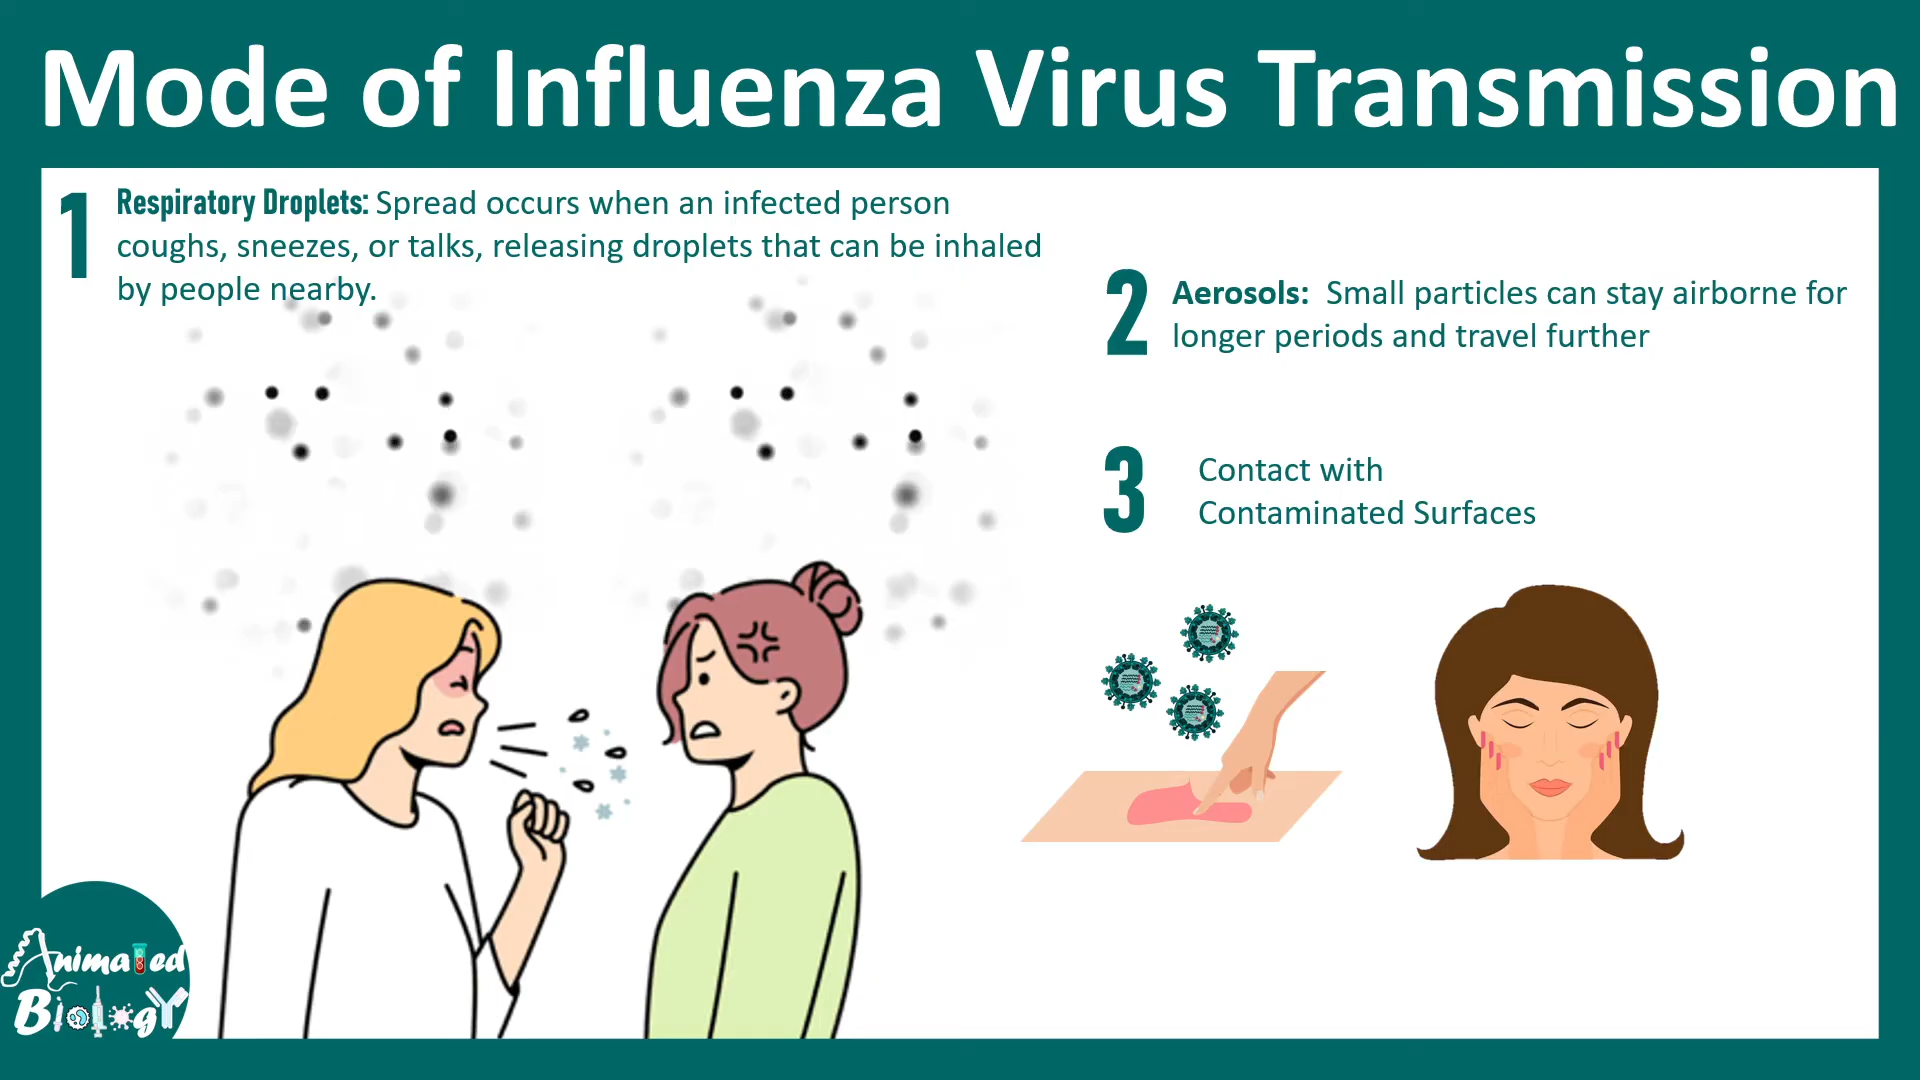 Mode of Influenza Virus Transmission
1
Respiratory Droplets: Spread occurs when an infected person
coughs, sneezes, or talks, releasing droplets that can be inhaled
by people nearby.
2
Aerosols: Small particles can stay airborne for
longer periods and travel further
3
Contact with
Contaminated Surfaces
Animated
Biology